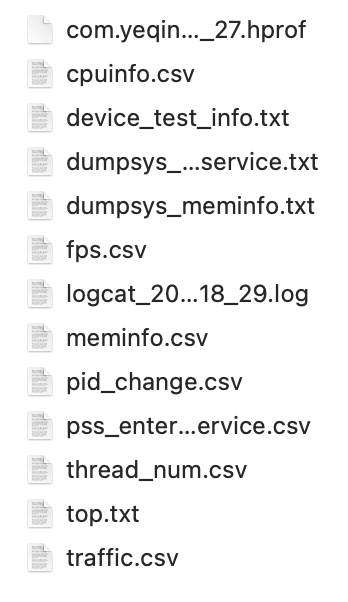 com.yeqin..._27.hprof
cpuinfo.csv
device_test_info.txt
dumpsys_...service.txt
dumpsys_meminfo.txt
fps.csv
logcat_20...18_29.log
meminfo.csv
pid_change.csv
pss_enter...ervice.csv
thread_num.csv
top.txt
traffic.csv